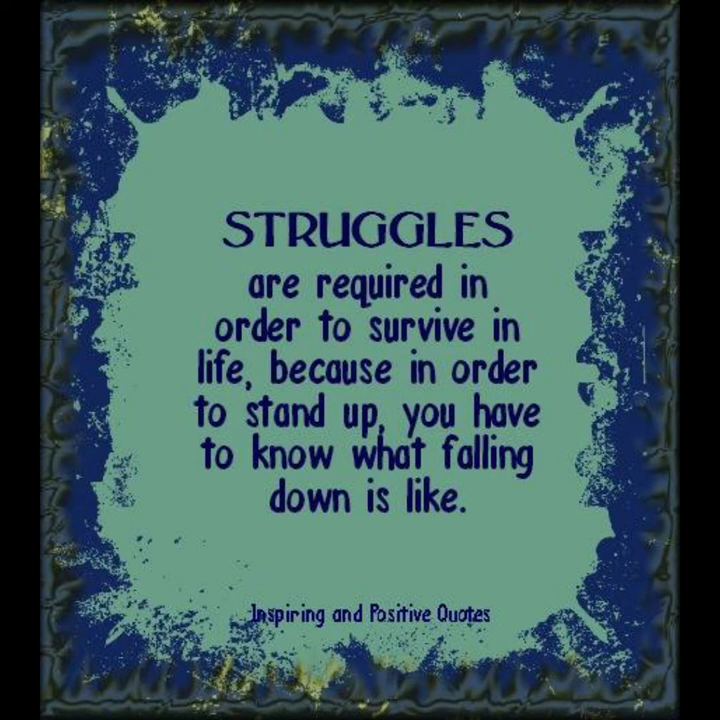 STRUGGLES
are required in
order to survive in
life, because in order
to stand up, you have
to know what falling
down is like.
Inspiring and Positive Quotes